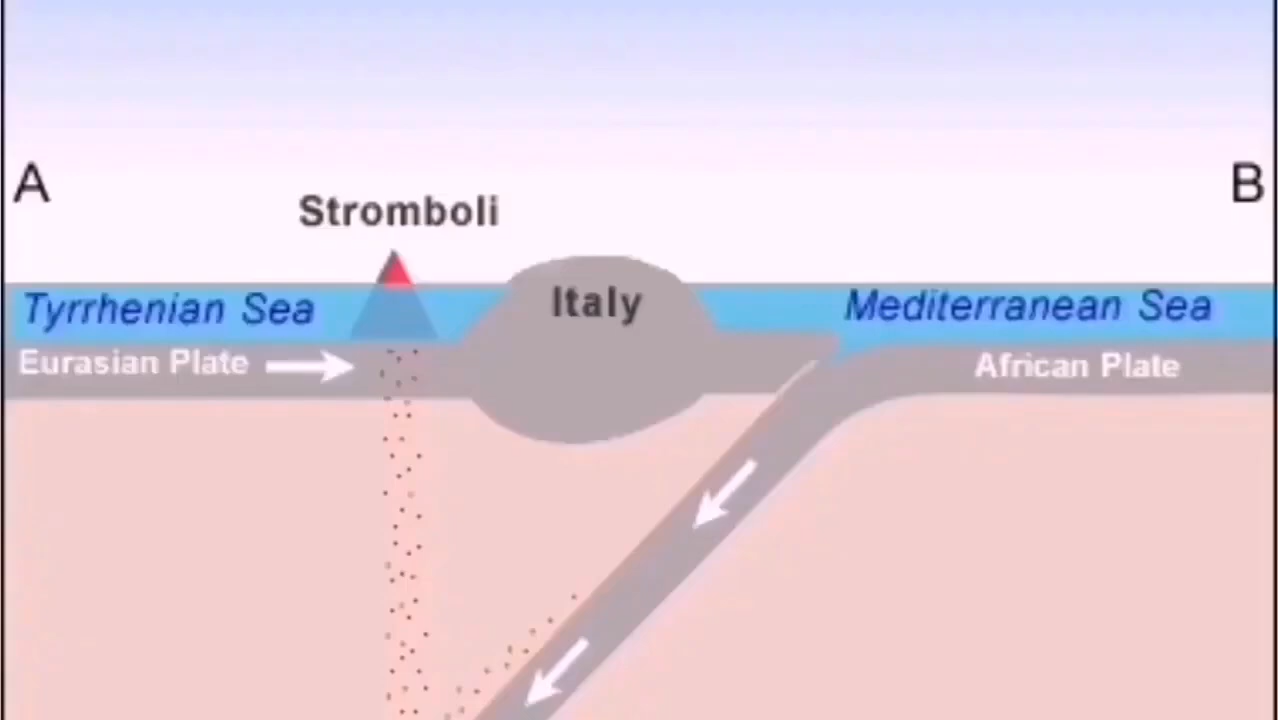 A
B
Stromboli
Tyrrhenian Sea
Italy
Mediterranean Sea
Eurasian Plate
African Plate